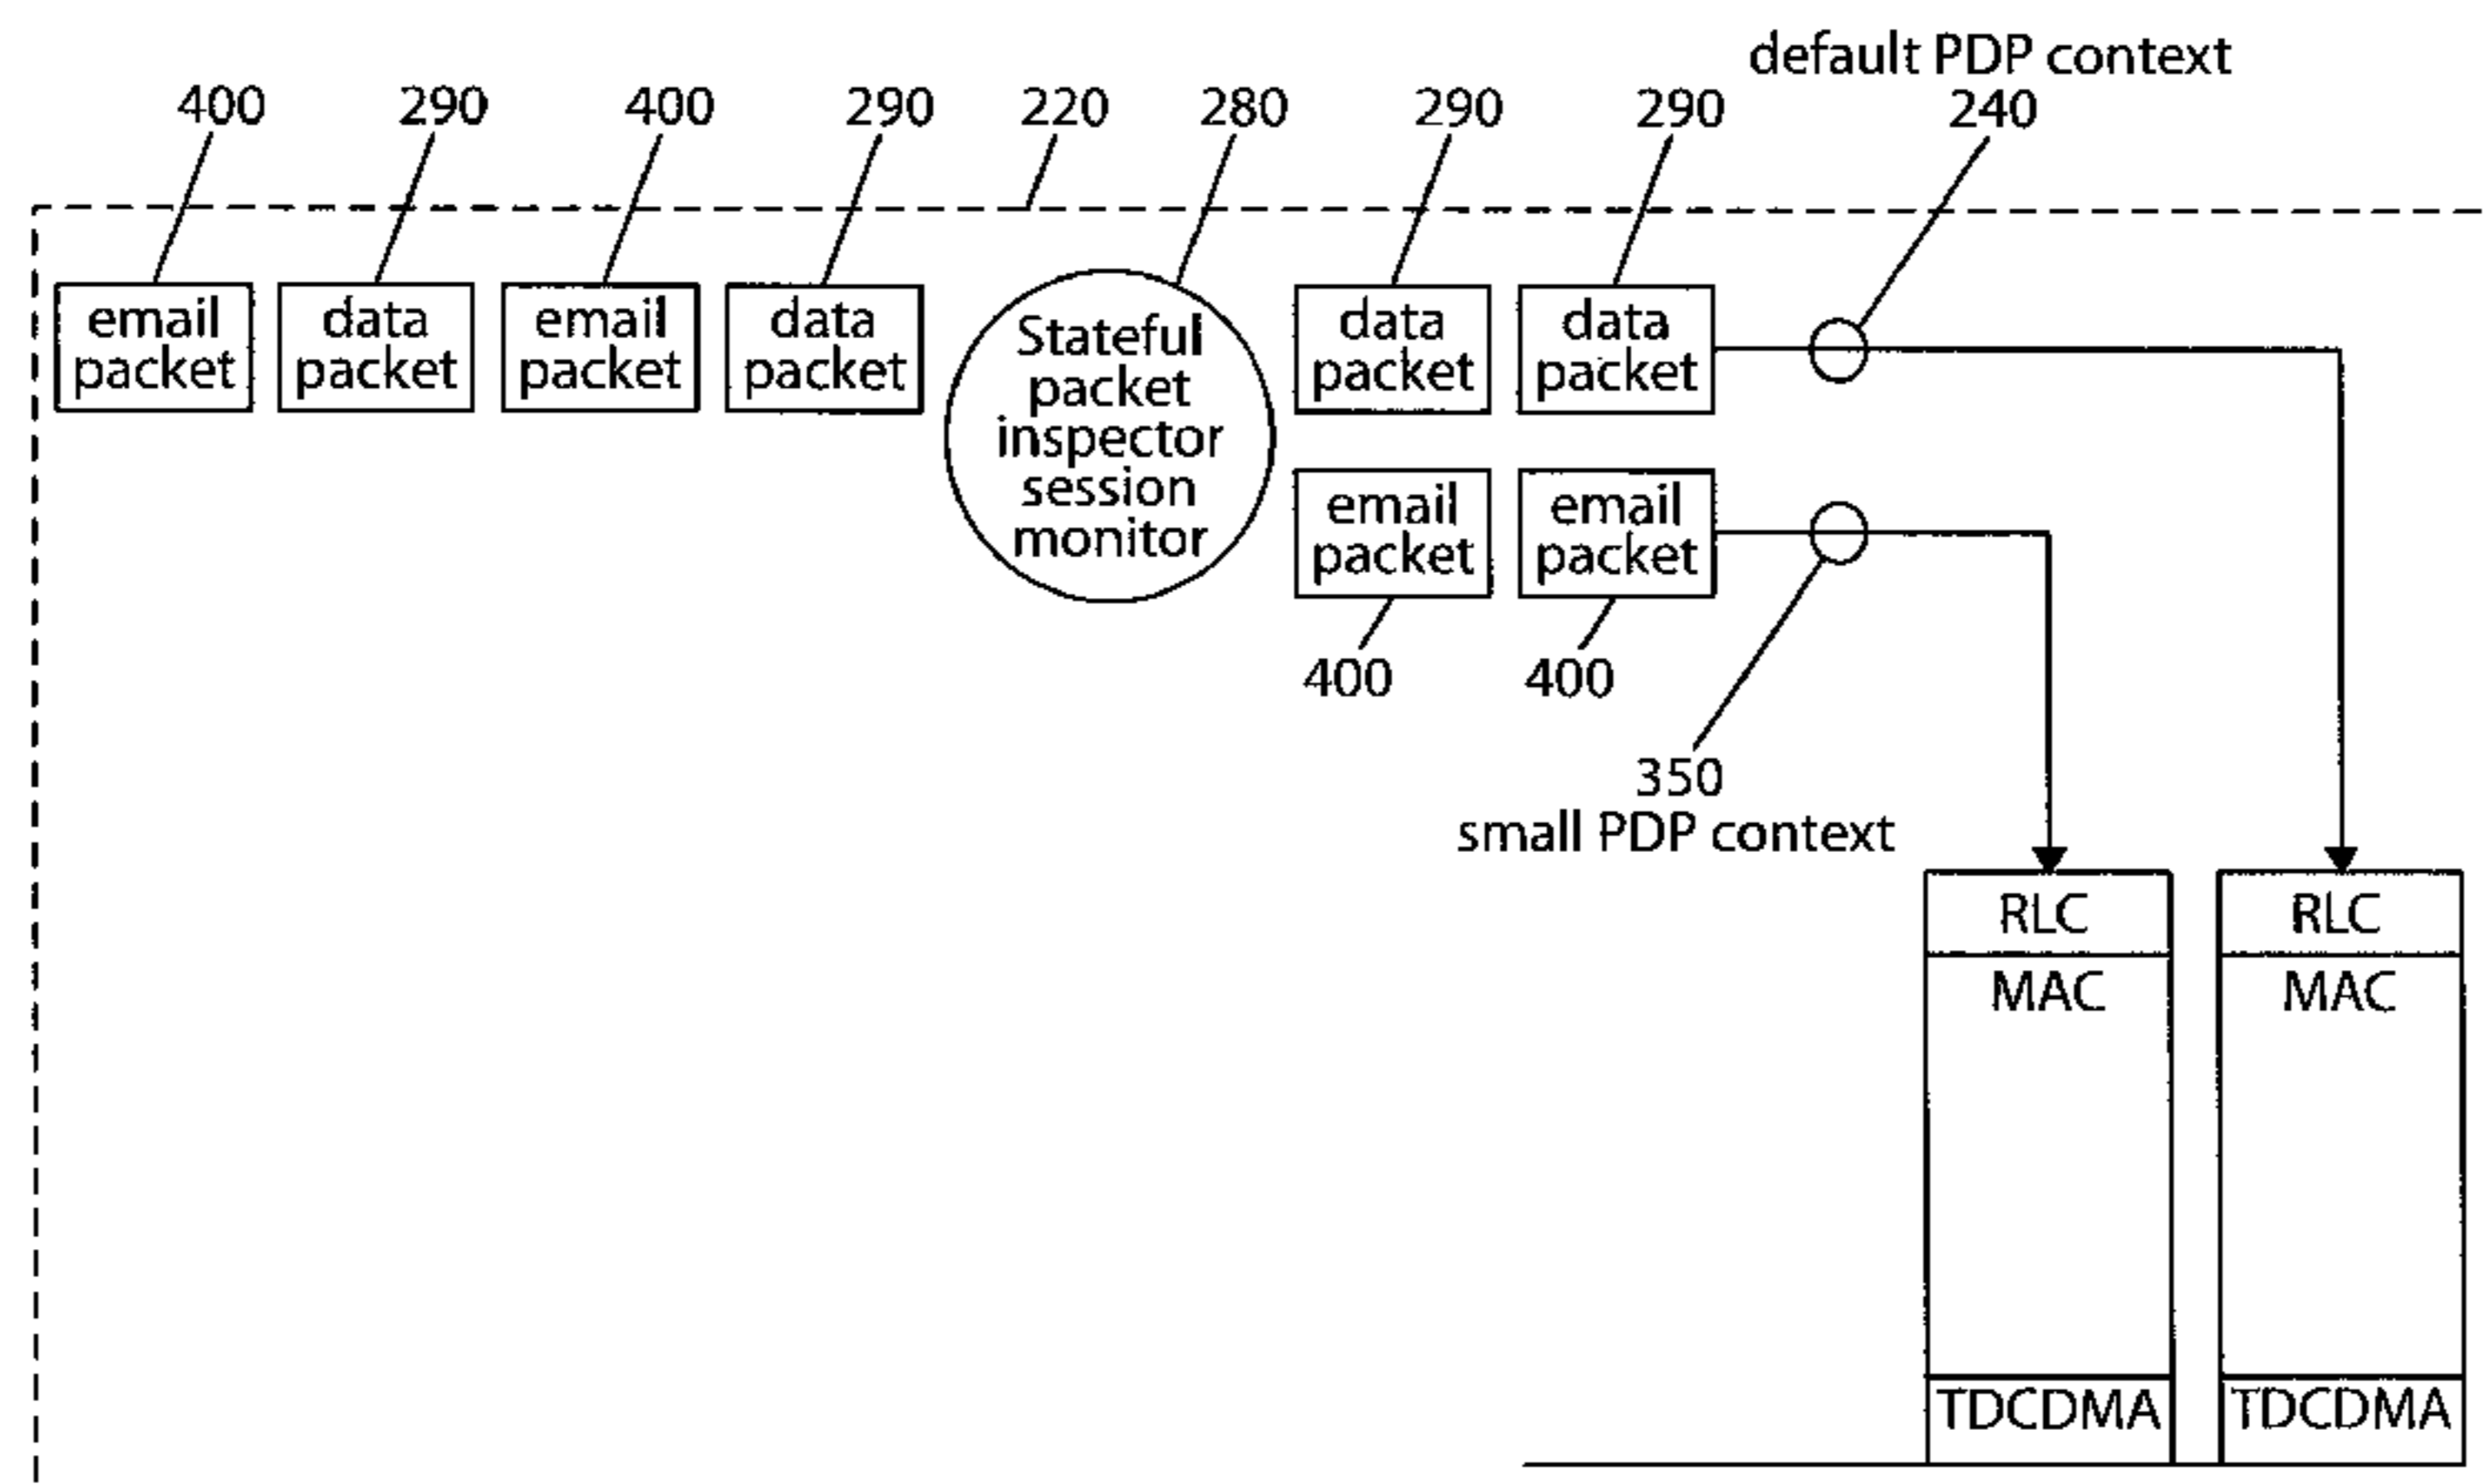 default PDP context
400 290 400 290 220 280 290 290 240
email data email data Stateful data data
packet packet packet packet packet packet packet
inspector
session
monitor
email email
packet packet
400 400
350
small PDP context
RLC RLC
MAC MAC
TDCDMA TDCDMA